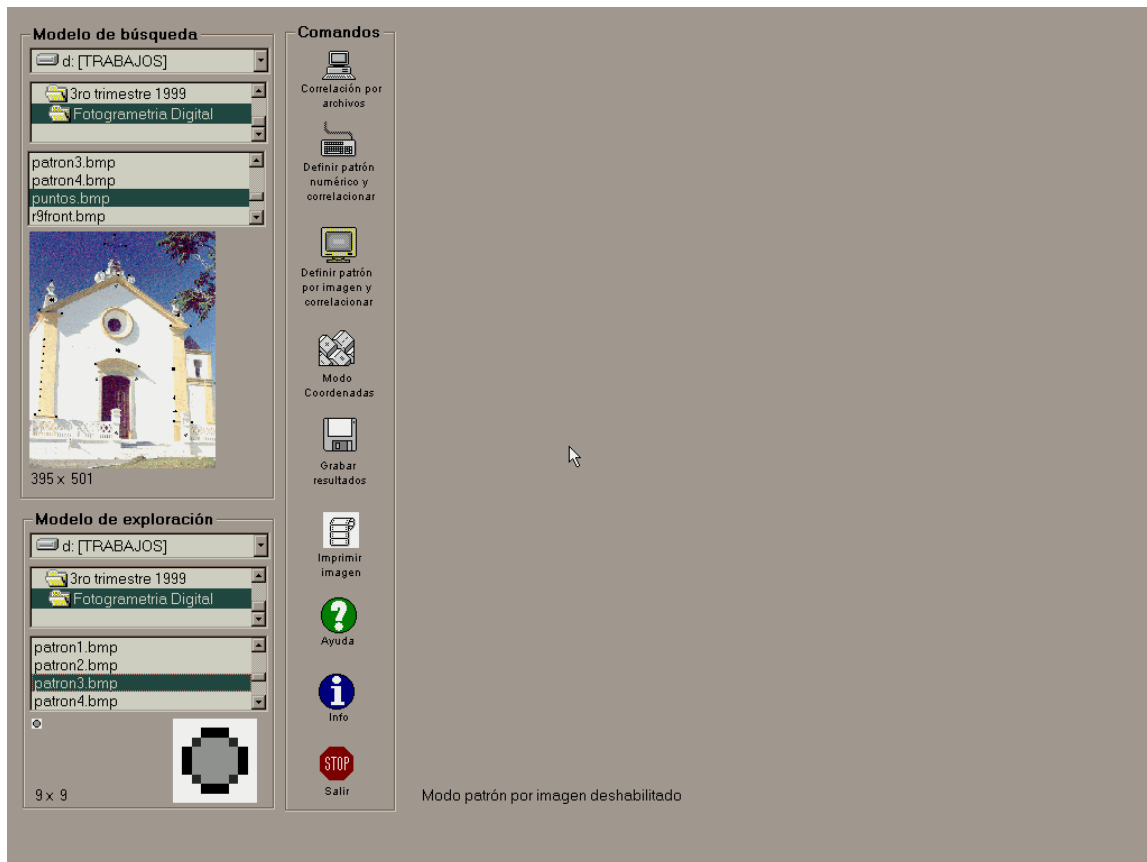 Modelo de búsqueda
d: [TRABAJOS]
3ro trimestre 1999
Fotogrametria Digital
patron3.bmp
patron4.bmp
puntos.bmp
r9front.bmp
395 x 501
Modelo de exploración
d: [TRABAJOS]
3ro trimestre 1999
Fotogrametria Digital
patron1.bmp
patron2.bmp
patron3.bmp
patron4.bmp
9 x 9
Comandos
Correlación por
archivos
Definir patrón
numérico y
correlacionar
Definir patrón
por imagen y
correlacionar
Modo
Coordenadas
Grabar
resultados
Imprimir
imagen
Ayuda
Info
STOP
Salir
Modo patrón por imagen deshabilitado